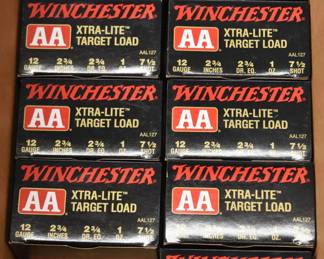 WINCHESTER
AA XTRA-LITE™
TARGET LOAD
AAL127
12 2¾ 2¾ 1 7½
GAUGE INCHES DR. EQ. OZ. SHOT
WINCHESTER
AA XTRA-LITE™
TARGET LOAD
AAL127
12 2¾ 2¾ 1 7½
GAUGE INCHES DR. EQ. OZ. SHOT
WINCHESTER
AA XTRA-LITE™
TARGET LOAD
AAL127
12 2¾ 2¾ 1 7½
GAUGE INCHES DR. EQ. OZ. SHOT
WINCHESTER
AA XTRA-LITE™
TARGET LOAD
AAL127
12 2¾ 2¾ 1 7½
GAUGE INCHES DR. EQ. OZ. SHOT
WINCHESTER
AA XTRA-LITE™
TARGET LOAD
AAL127
12 2¾ 2¾ 1 7½
GAUGE INCHES DR. EQ. OZ. SHOT
WINCHESTER
AA XTRA-LITE™
TARGET LOAD
AAL127
12 2¾ 2¾ 1 7½
WINCHESTER